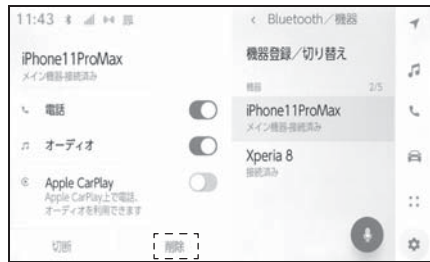 11:43
iPhone11ProMax
メイン機器-接続済み
電話
オーディオ
Apple CarPlay
Apple CarPlay上で電話、
オーディオを利用できます
切断
削除
< Bluetooth／機器
機器登録／切り替え
機器 2/5
iPhone11ProMax
メイン機器-接続済み
Xperia 8
接続済み